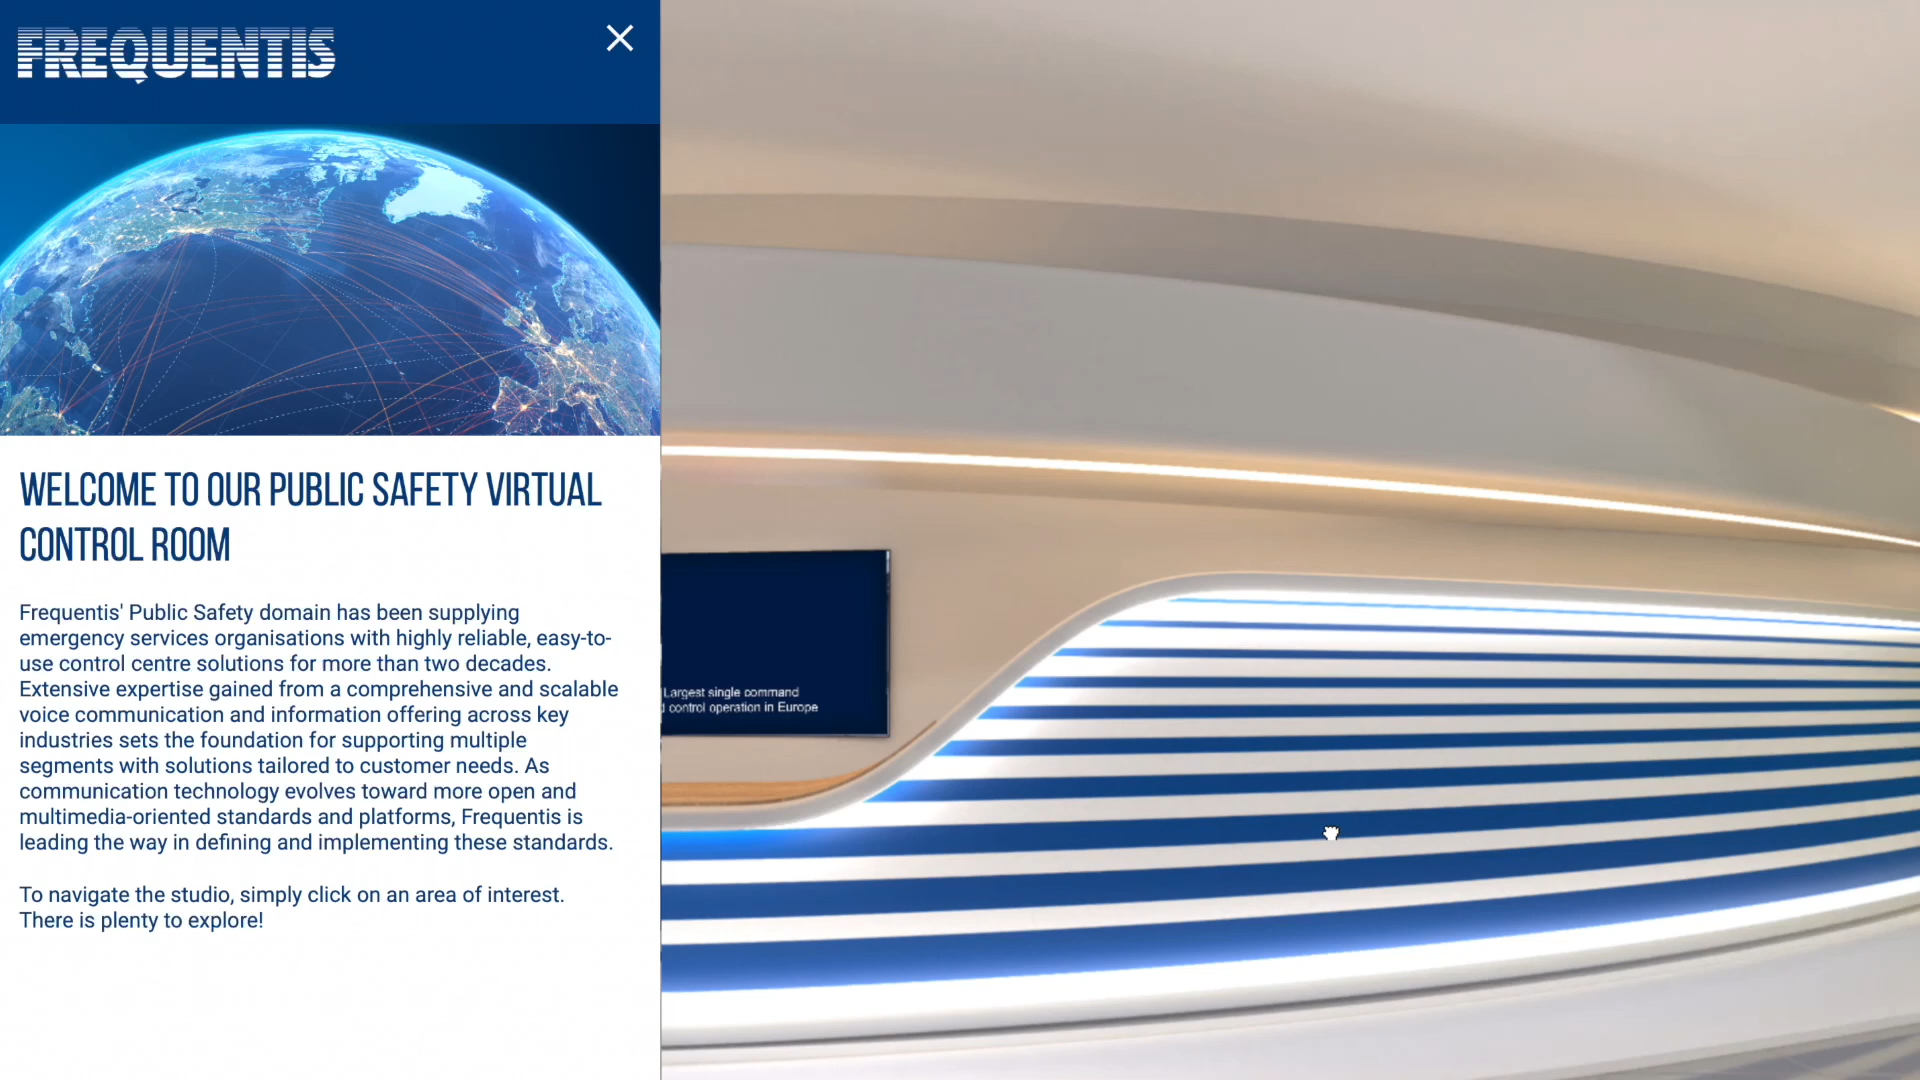 FREQUENTIS
WELCOME TO OUR PUBLIC SAFETY VIRTUAL
CONTROL ROOM
Frequentis' Public Safety domain has been supplying
emergency services organisations with highly reliable, easy-to-
use control centre solutions for more than two decades.
Extensive expertise gained from a comprehensive and scalable
voice communication and information offering across key
industries sets the foundation for supporting multiple
segments with solutions tailored to customer needs. As
communication technology evolves toward more open and
multimedia-oriented standards and platforms, Frequentis is
leading the way in defining and implementing these standards.
To navigate the studio, simply click on an area of interest.
There is plenty to explore!
Largest single command
control operation in Europe